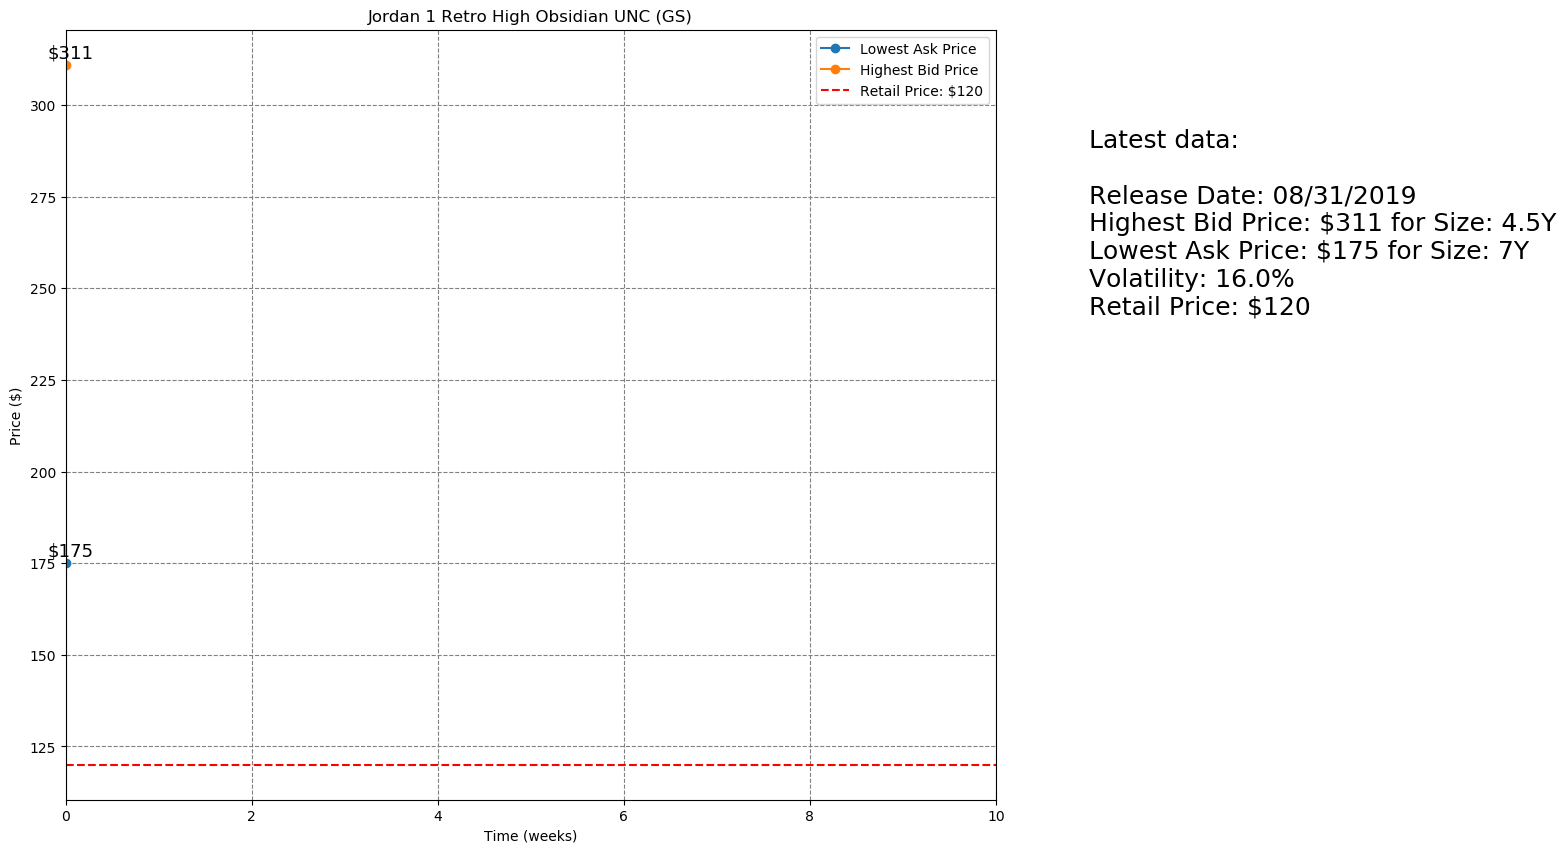 Jordan 1 Retro High Obsidian UNC (GS)
$311
Lowest Ask Price
Highest Bid Price
Retail Price: $120
300
275
250
225
200
$175
175
150
125
Price ($)
0 2 4 6 8 10
Time (weeks)
Latest data:
Release Date: 08/31/2019
Highest Bid Price: $311 for Size: 4.5Y
Lowest Ask Price: $175 for Size: 7Y
Volatility: 16.0%
Retail Price: $120